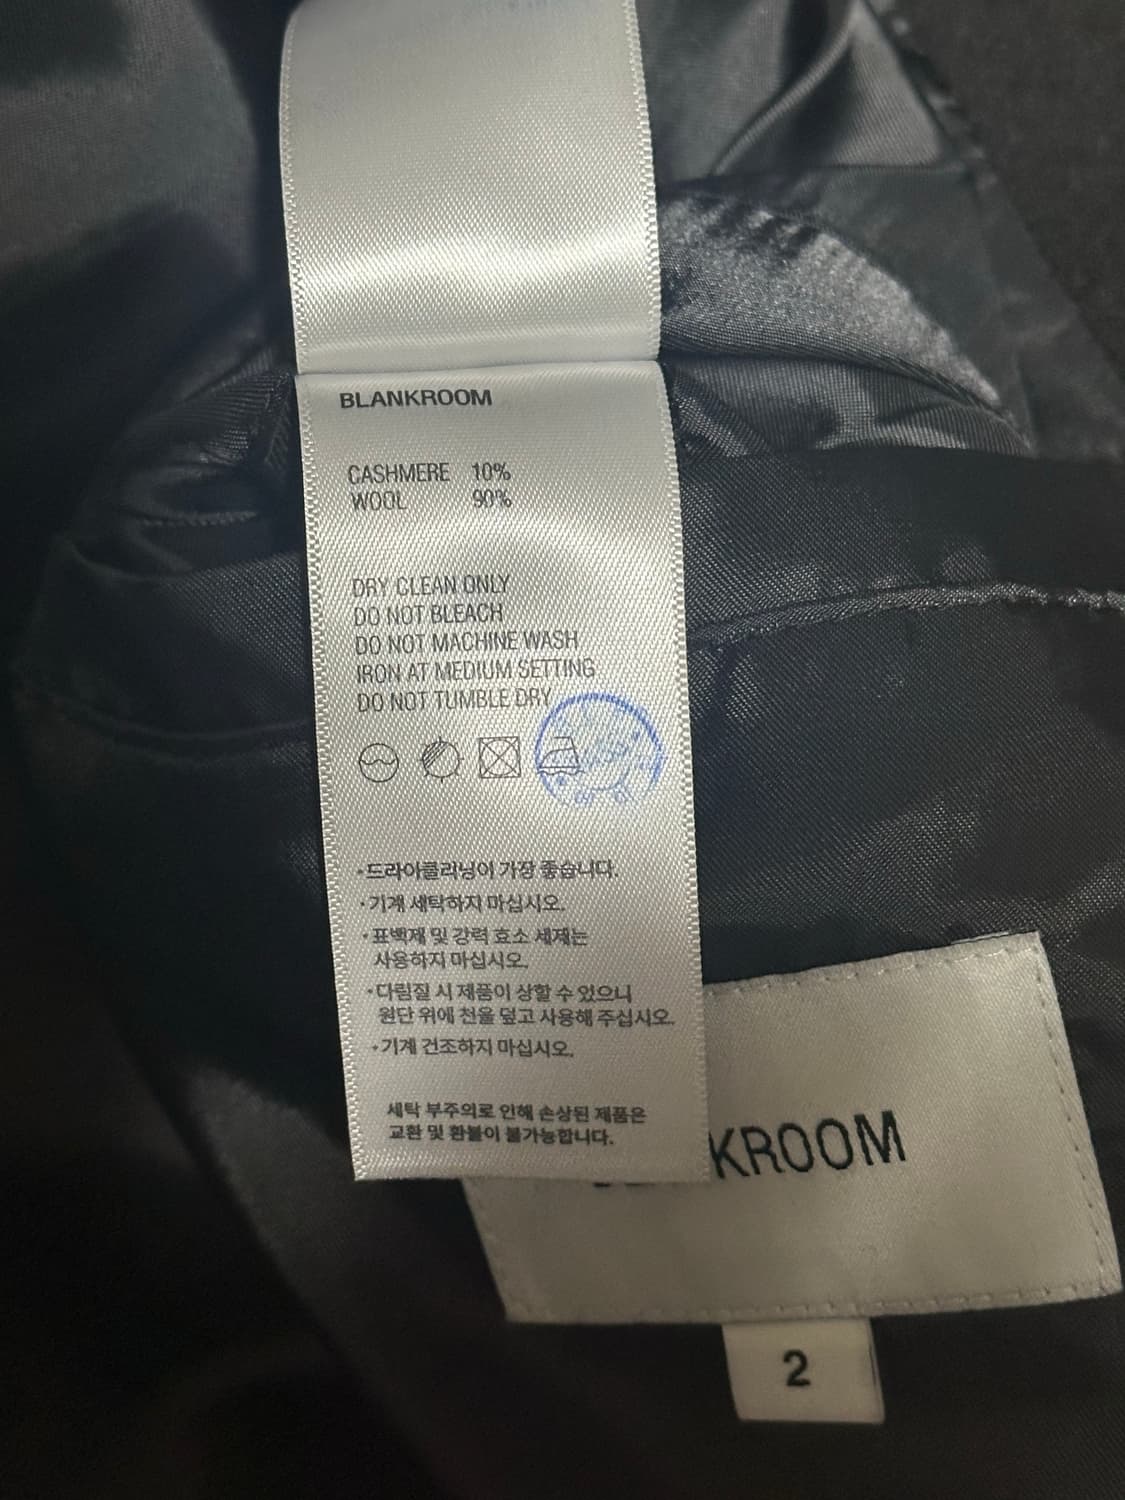 BLANKROOM
CASHMERE 10%
WOOL 90%
DRY CLEAN ONLY
DO NOT BLEACH
DO NOT MACHINE WASH
IRON AT MEDIUM SETTING
DO NOT TUMBLE DRY
•드라이클리닝이 가장 좋습니다.
•기계 세탁하지 마십시오.
•표백제 및 강력 효소 세제는
사용하지 마십시오.
•다림질 시 제품이 상할 수 있으니
원단 위에 천을 덮고 사용해 주십시오.
•기계 건조하지 마십시오.
세탁 부주의로 인해 손상된 제품은
교환 및 환불이 불가능합니다.
KROOM
2